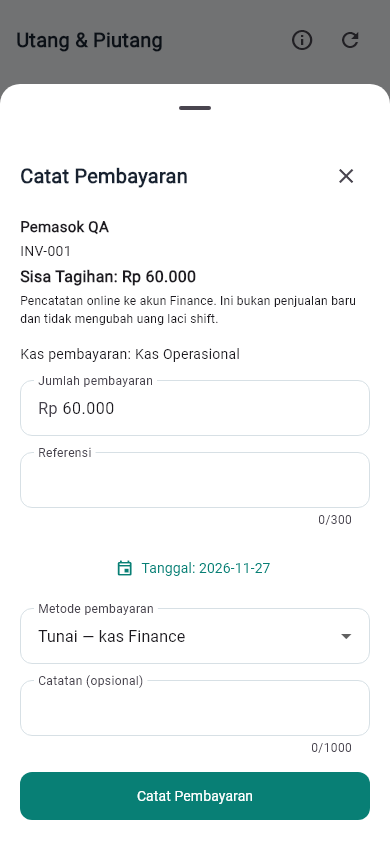 Utang & Piutang
Catat Pembayaran
Pemasok QA
INV-001
Sisa Tagihan: Rp 60.000
Pencatatan online ke akun Finance. Ini bukan penjualan baru
dan tidak mengubah uang laci shift.
Kas pembayaran: Kas Operasional
Jumlah pembayaran
Rp 60.000
Referensi
0/300
Tanggal: 2026-11-27
Metode pembayaran
Tunai — kas Finance
Catatan (opsional)
0/1000
Catat Pembayaran